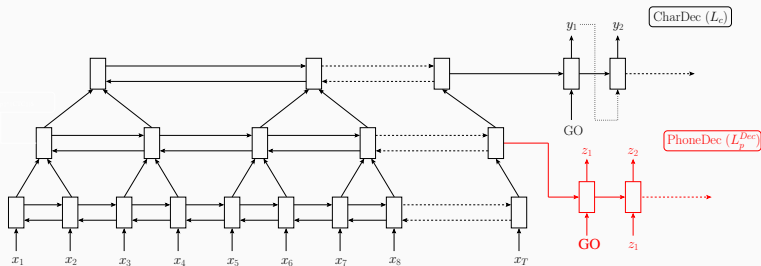 CharDec (L_c)
y_1 y_2
GO
PhoneDec (L_p^{Dec})
z_1 z_2
GO z_1
x_1 x_2 x_3 x_4 x_5 x_6 x_7 x_8 x_T